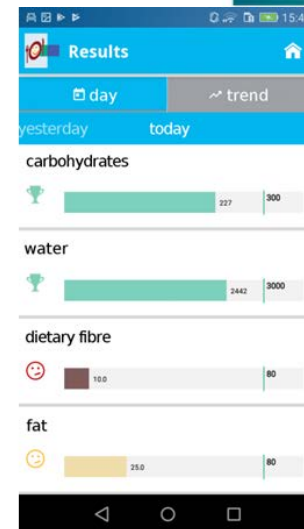 15:4
Results
day
trend
yesterday today
carbohydrates
227 300
water
2442 3000
dietary fibre
10.0 80
fat
25.0 80